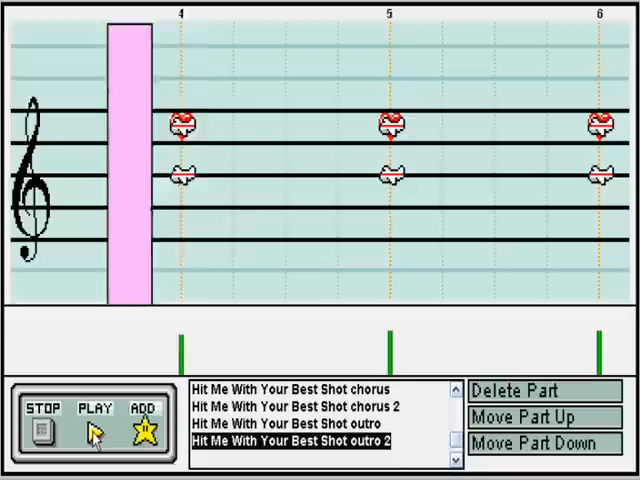 4 5 6
Hit Me With Your Best Shot chorus
Hit Me With Your Best Shot chorus 2
Hit Me With Your Best Shot outro
Hit Me With Your Best Shot outro 2
STOP PLAY ADD
Delete Part
Move Part Up
Move Part Down